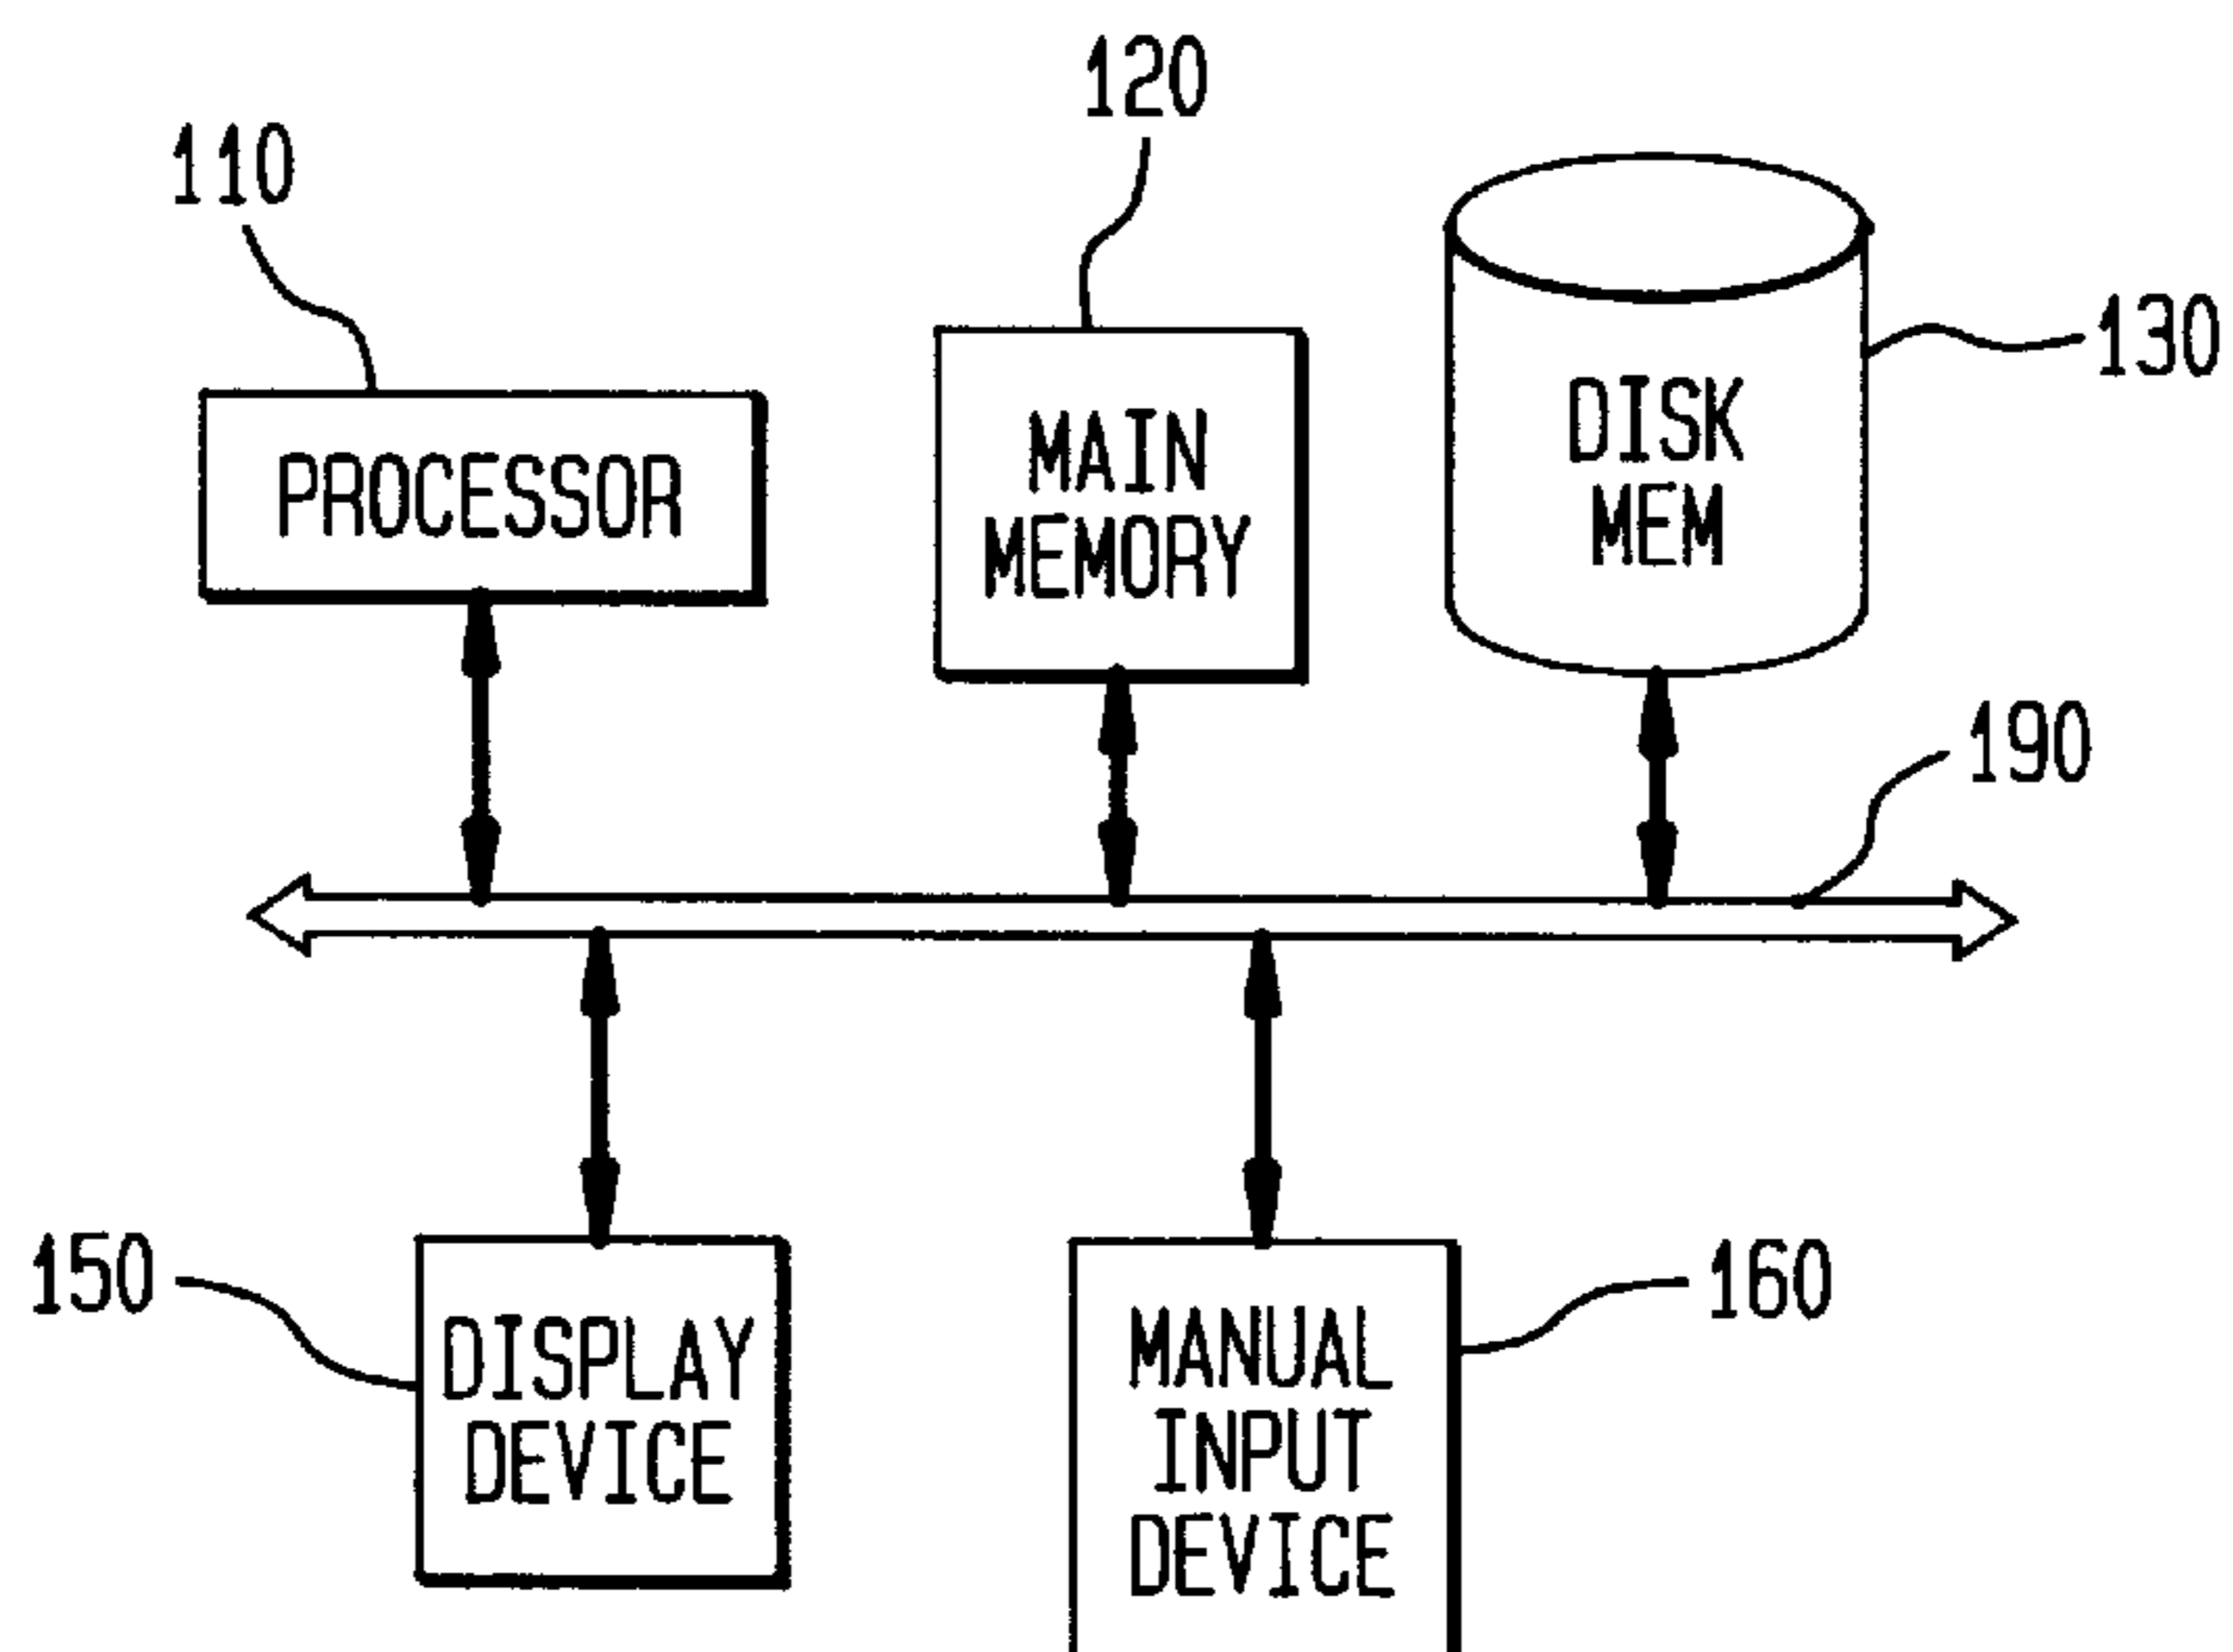 120
110
130
PROCESSOR
MAIN
MEMORY
DISK
MEM
190
150
160
DISPLAY
DEVICE
MANUAL
INPUT
DEVICE